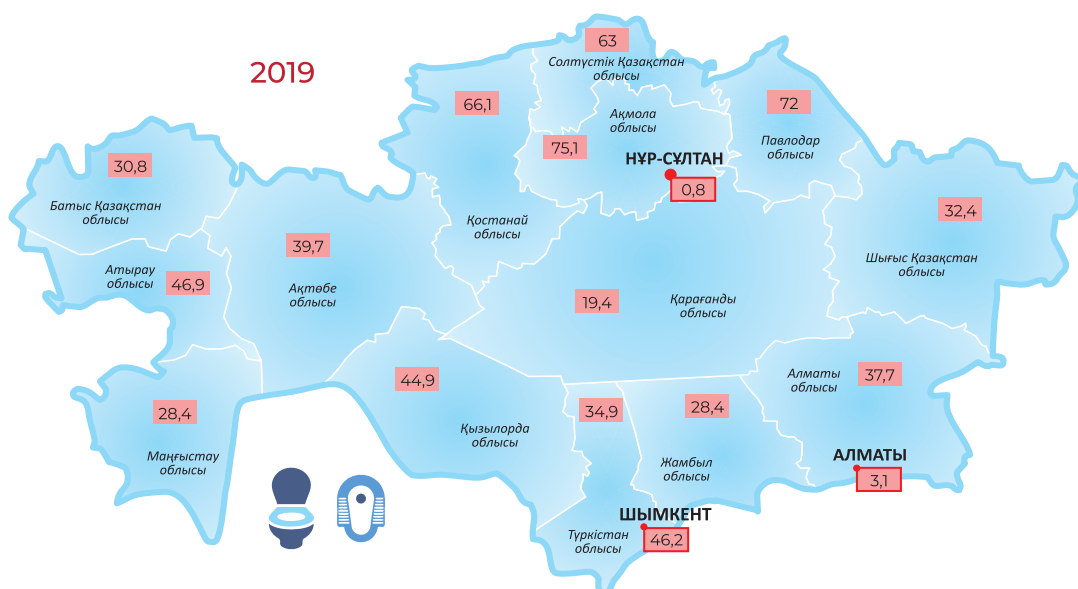 2019
63
Солтүстік Қазақстан
облысы
66,1
72
Ақмола
облысы
75,1
Павлодар
облысы
НҰР-СҰЛТАН
0,8
30,8
Батыс Қазақстан
облысы
Қостанай
облысы
32,4
Шығыс Қазақстан
облысы
39,7
Ақтөбе
облысы
Атырау
облысы
46,9
19,4
Қарағанды
облысы
44,9
Қызылорда
облысы
34,9
28,4
Жамбыл
облысы
Алматы
облысы
37,7
28,4
Маңғыстау
облысы
АЛМАТЫ
3,1
ШЫМКЕНТ
46,2
Түркістан
облысы